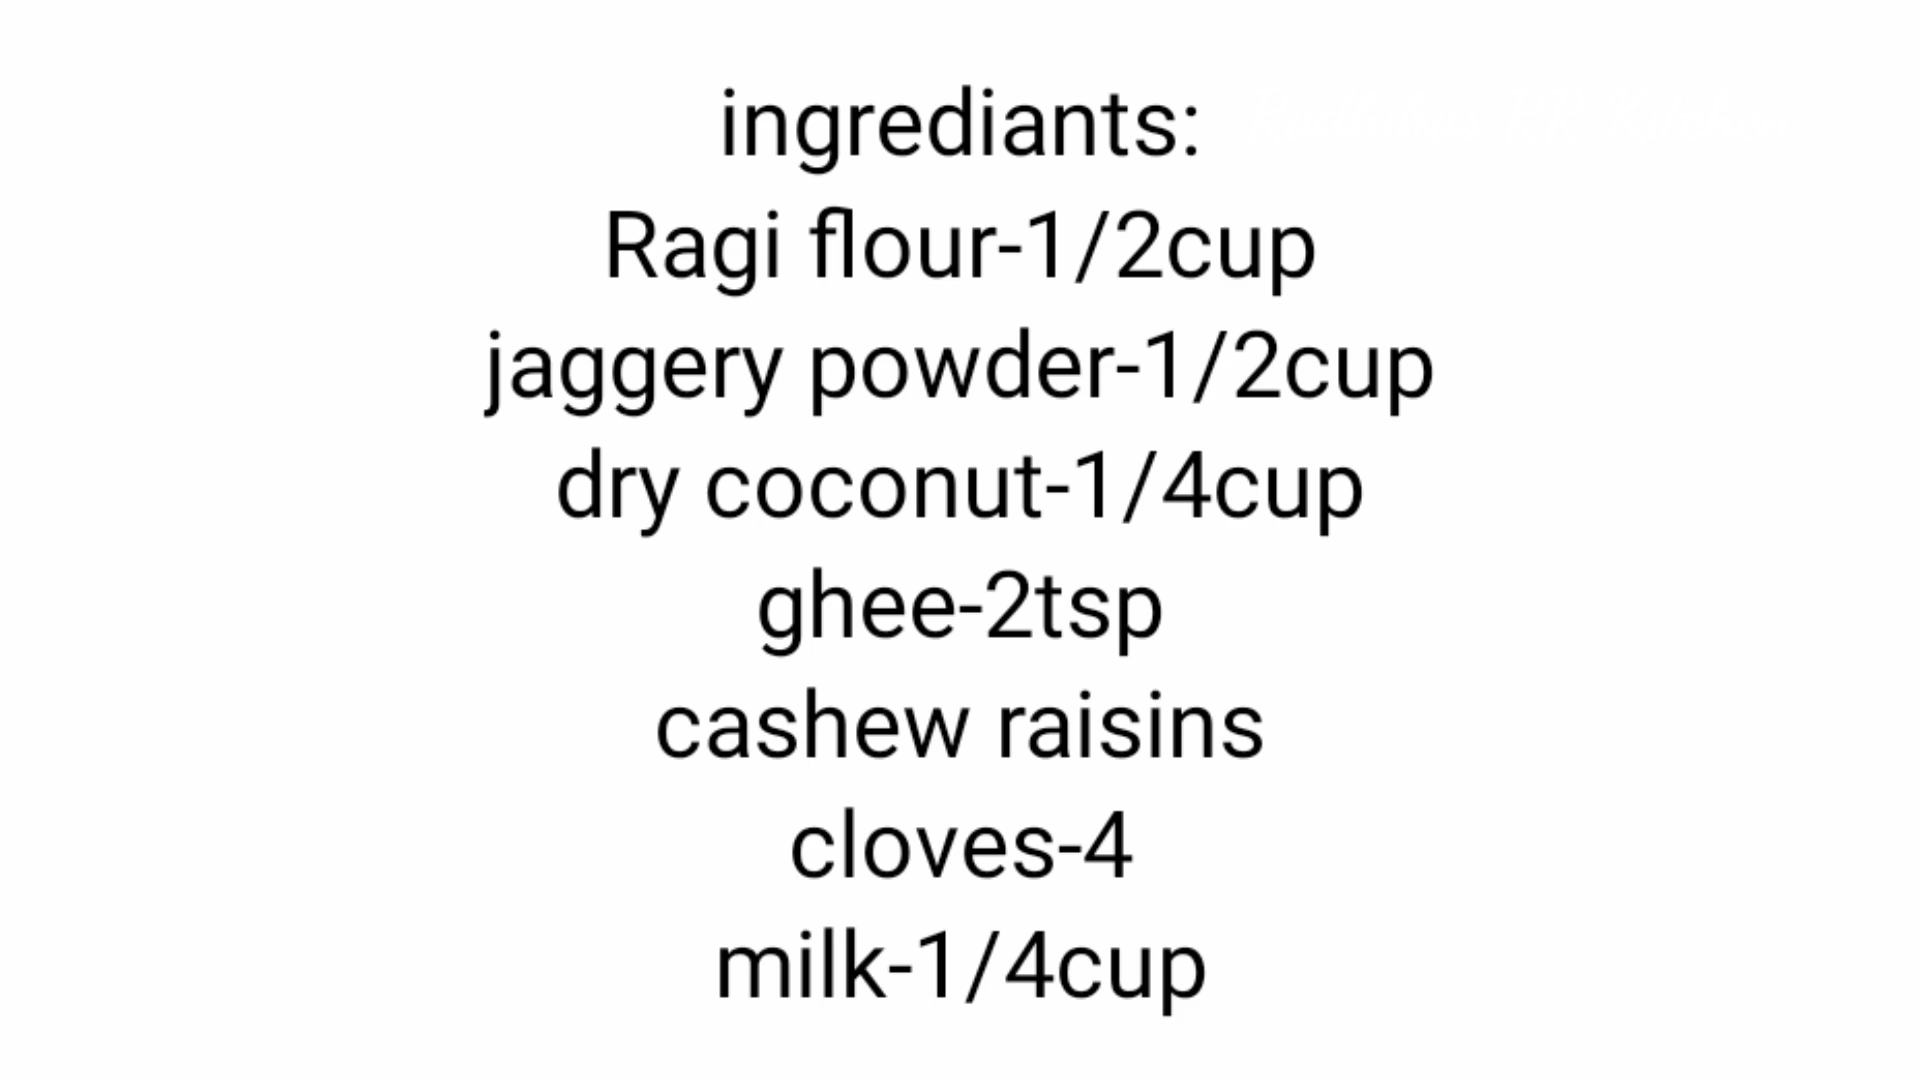 ingrediants:
Ragi flour-1/2cup
jaggery powder-1/2cup
dry coconut-1/4cup
ghee-2tsp
cashew raisins
cloves-4
milk-1/4cup